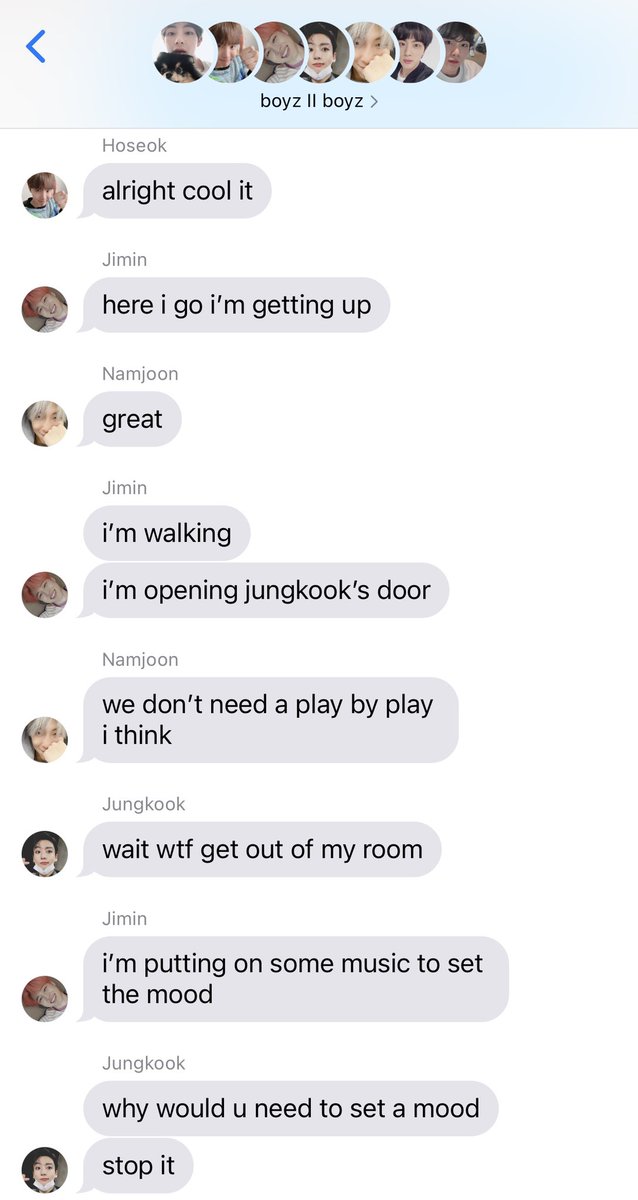 boyz II boyz
Hoseok
alright cool it
Jimin
here i go i’m getting up
Namjoon
great
Jimin
i’m walking
i’m opening jungkook’s door
Namjoon
we don’t need a play by play
i think
Jungkook
wait wtf get out of my room
Jimin
i’m putting on some music to set
the mood
Jungkook
why would u need to set a mood
stop it